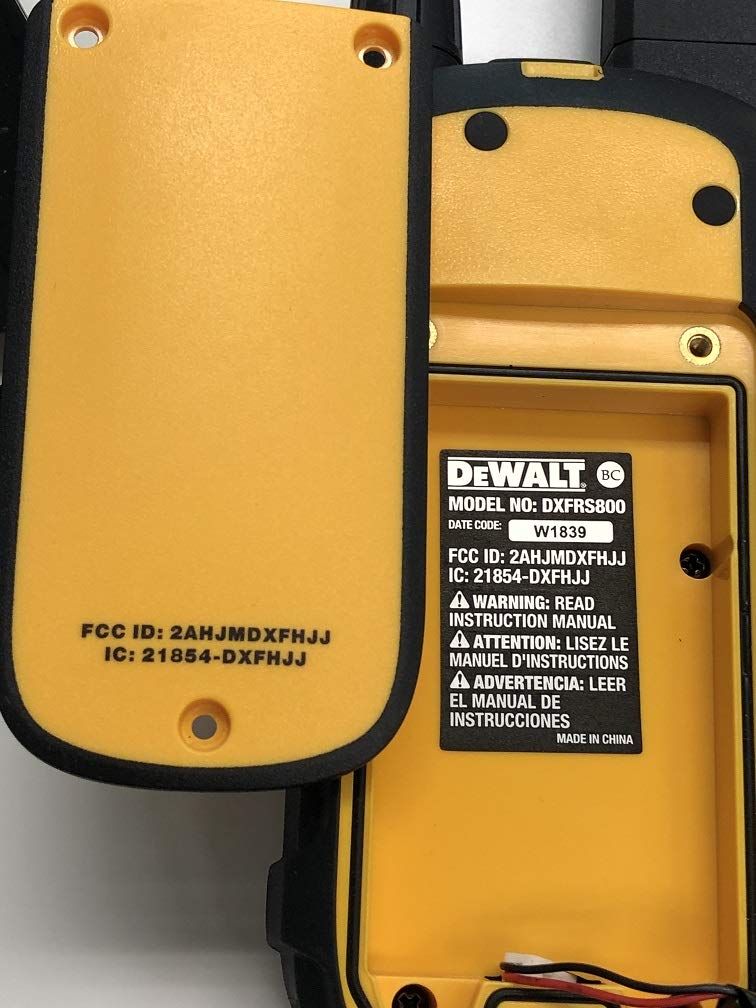 FCC ID: 2AHJMDXFHJJ
IC: 21854-DXFHJJ
DEWALT® BC
MODEL NO: DXFRS800
DATE CODE: W1839
FCC ID: 2AHJMDXFHJJ
IC: 21854-DXFHJJ
WARNING: READ
INSTRUCTION MANUAL
ATTENTION: LISEZ LE
MANUEL D'INSTRUCTIONS
ADVERTENCIA: LEER
EL MANUAL DE
INSTRUCCIONES
MADE IN CHINA